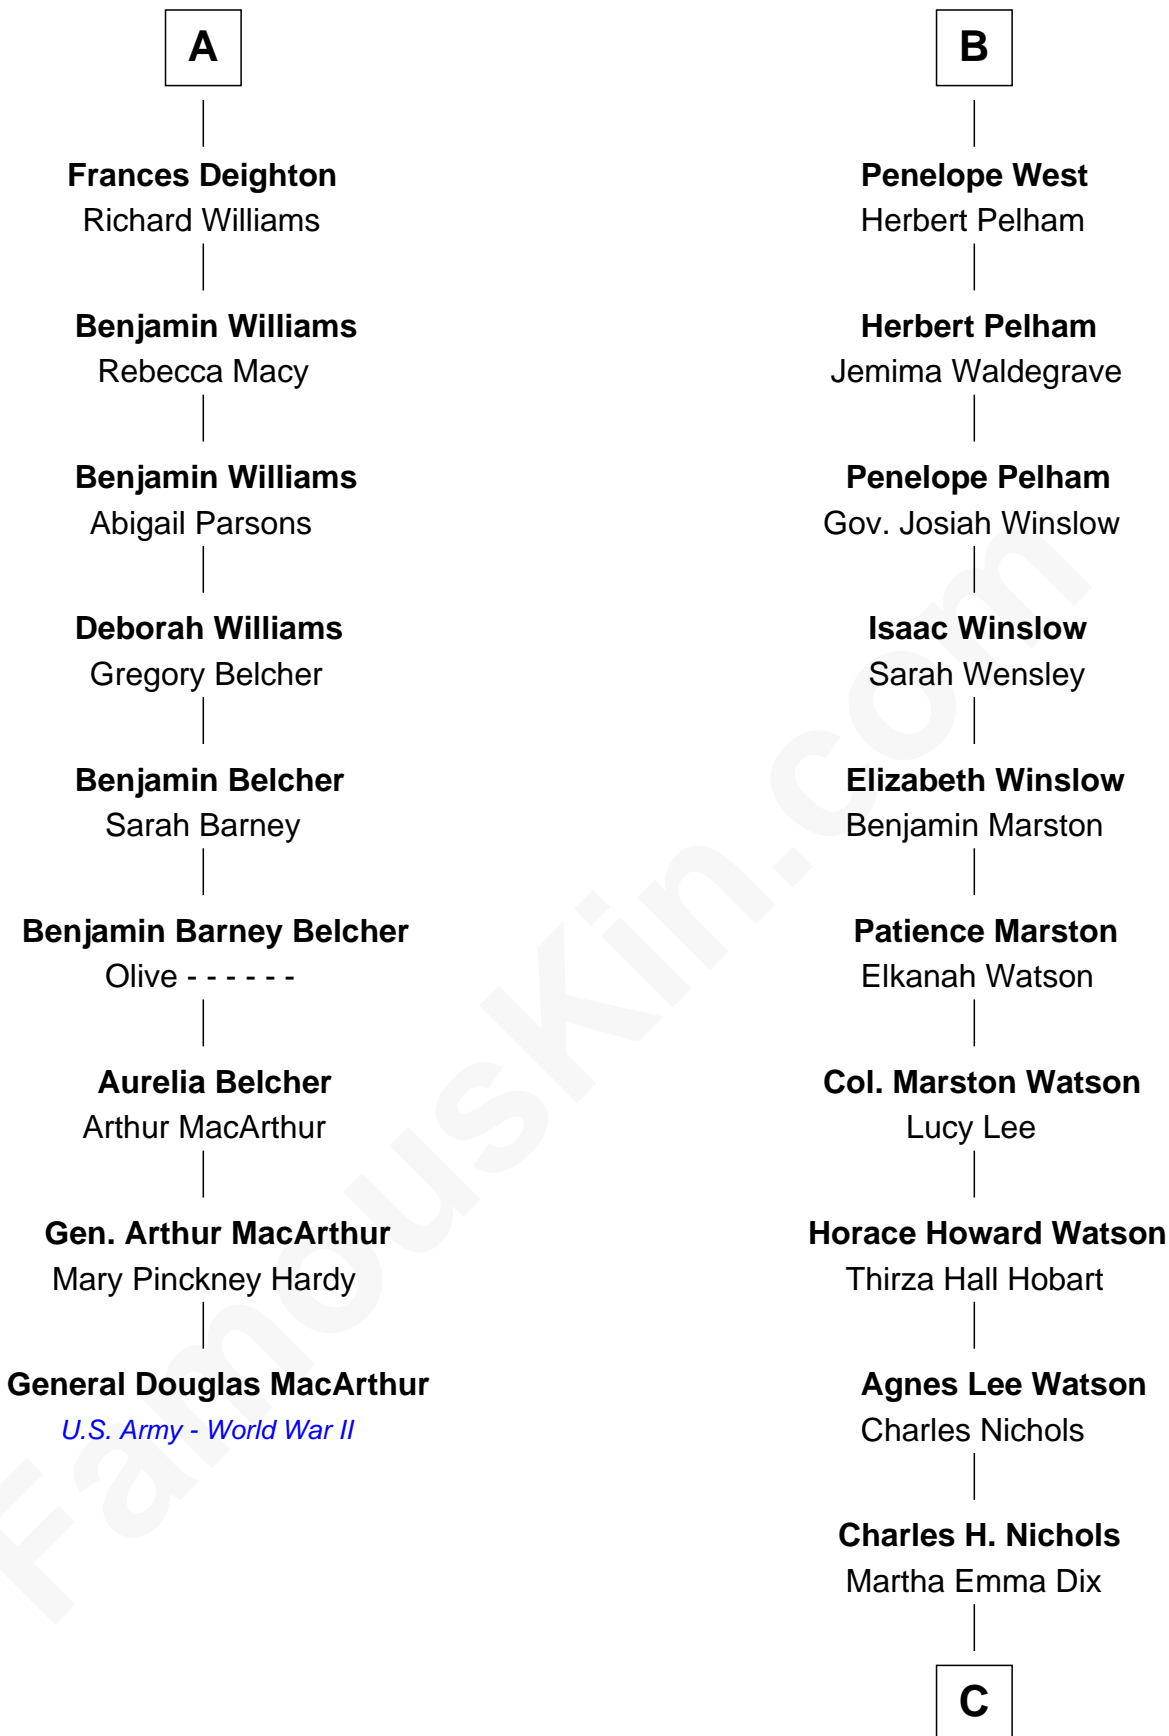 A
Frances Deighton
Richard Williams
Benjamin Williams
Rebecca Macy
Benjamin Williams
Abigail Parsons
Deborah Williams
Gregory Belcher
Benjamin Belcher
Sarah Barney
Benjamin Barney Belcher
Olive - - - - - -
Aurelia Belcher
Arthur MacArthur
Gen. Arthur MacArthur
Mary Pinckney Hardy
General Douglas MacArthur
U.S. Army - World War II
B
Penelope West
Herbert Pelham
Herbert Pelham
Jemima Waldegrave
Penelope Pelham
Gov. Josiah Winslow
Isaac Winslow
Sarah Wensley
Elizabeth Winslow
Benjamin Marston
Patience Marston
Elkanah Watson
Col. Marston Watson
Lucy Lee
Horace Howard Watson
Thirza Hall Hobart
Agnes Lee Watson
Charles Nichols
Charles H. Nichols
Martha Emma Dix
C
FamousKin.com